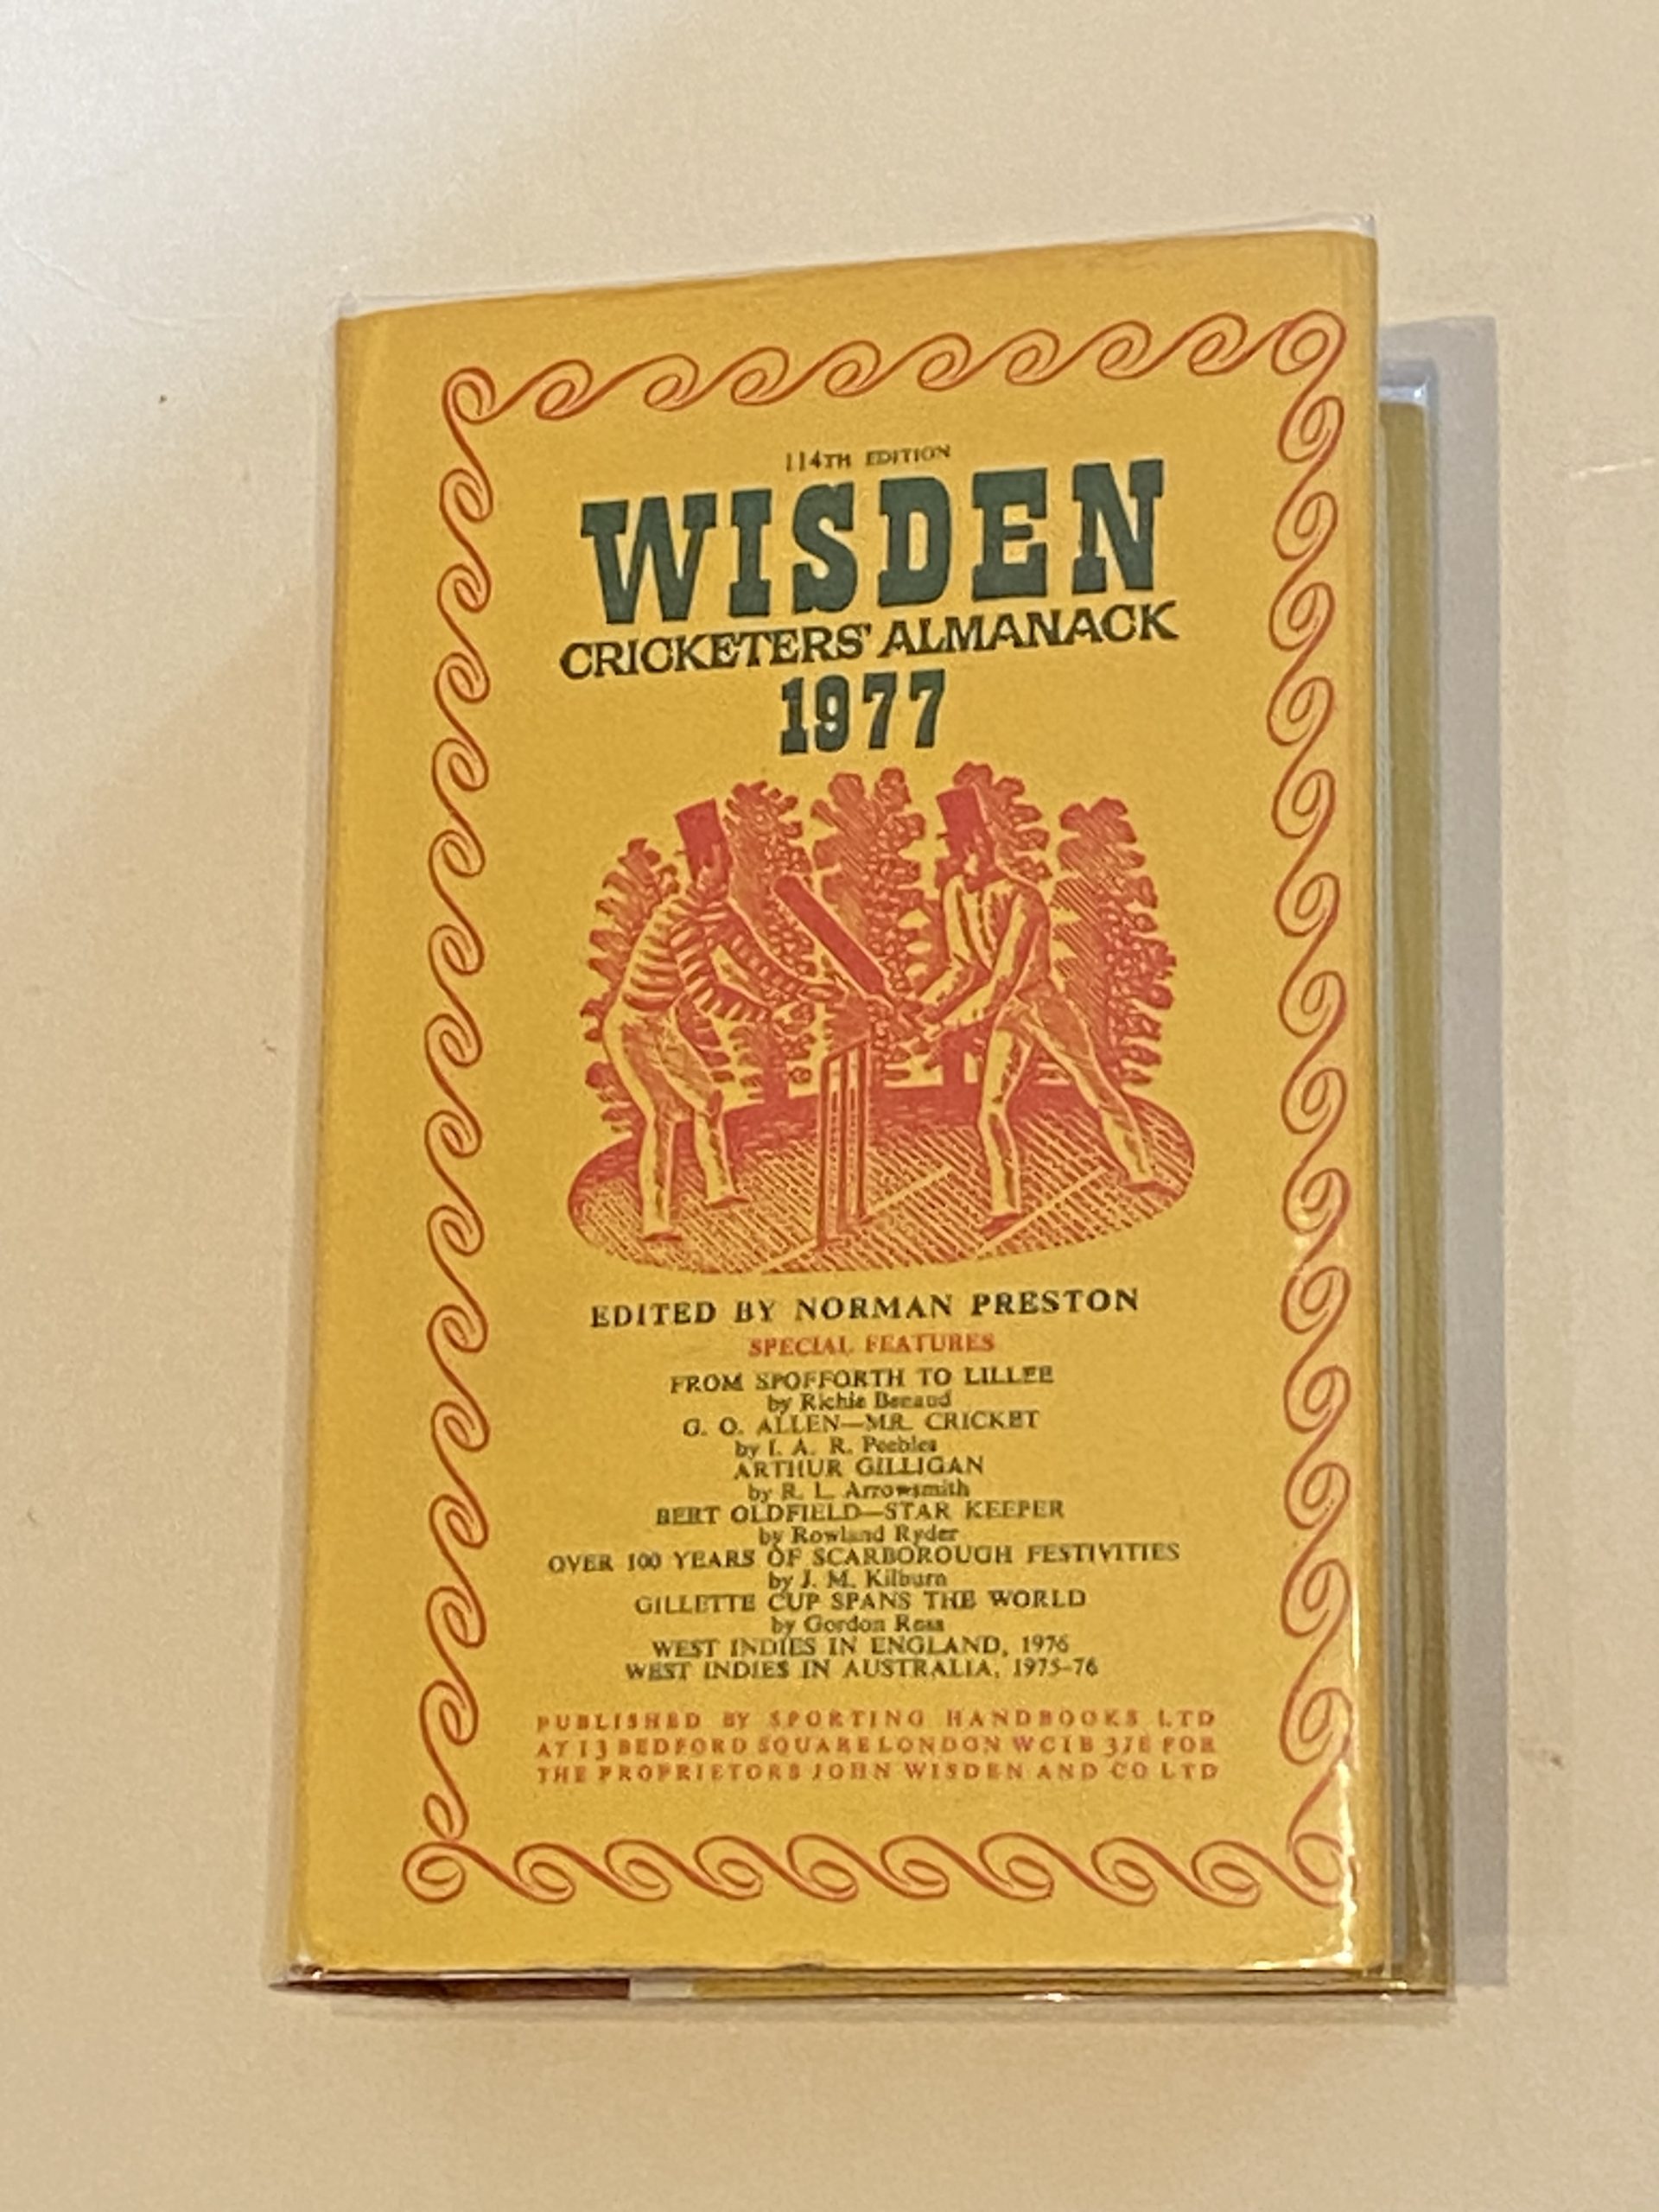 114TH EDITION
WISDEN
CRICKETERS' ALMANACK
1977
EDITED BY NORMAN PRESTON
SPECIAL FEATURES
FROM SPOFFORTH TO LILLEE
by Richie Benaud
G. O. ALLEN—MR. CRICKET
by I. A. R. Peebles
ARTHUR GILLIGAN
by R. L. Arrowsmith
BERT OLDFIELD—STAR KEEPER
by Rowland Ryder
OVER 100 YEARS OF SCARBOROUGH FESTIVITIES
by J. M. Kilburn
GILLETTE CUP SPANS THE WORLD
by Gordon Ross
WEST INDIES IN ENGLAND, 1976
WEST INDIES IN AUSTRALIA, 1975-76
PUBLISHED BY SPORTING HANDBOOKS LTD
AT 13 BEDFORD SQUARE LONDON WC1B 3JE FOR
THE PROPRIETORS JOHN WISDEN AND CO LTD